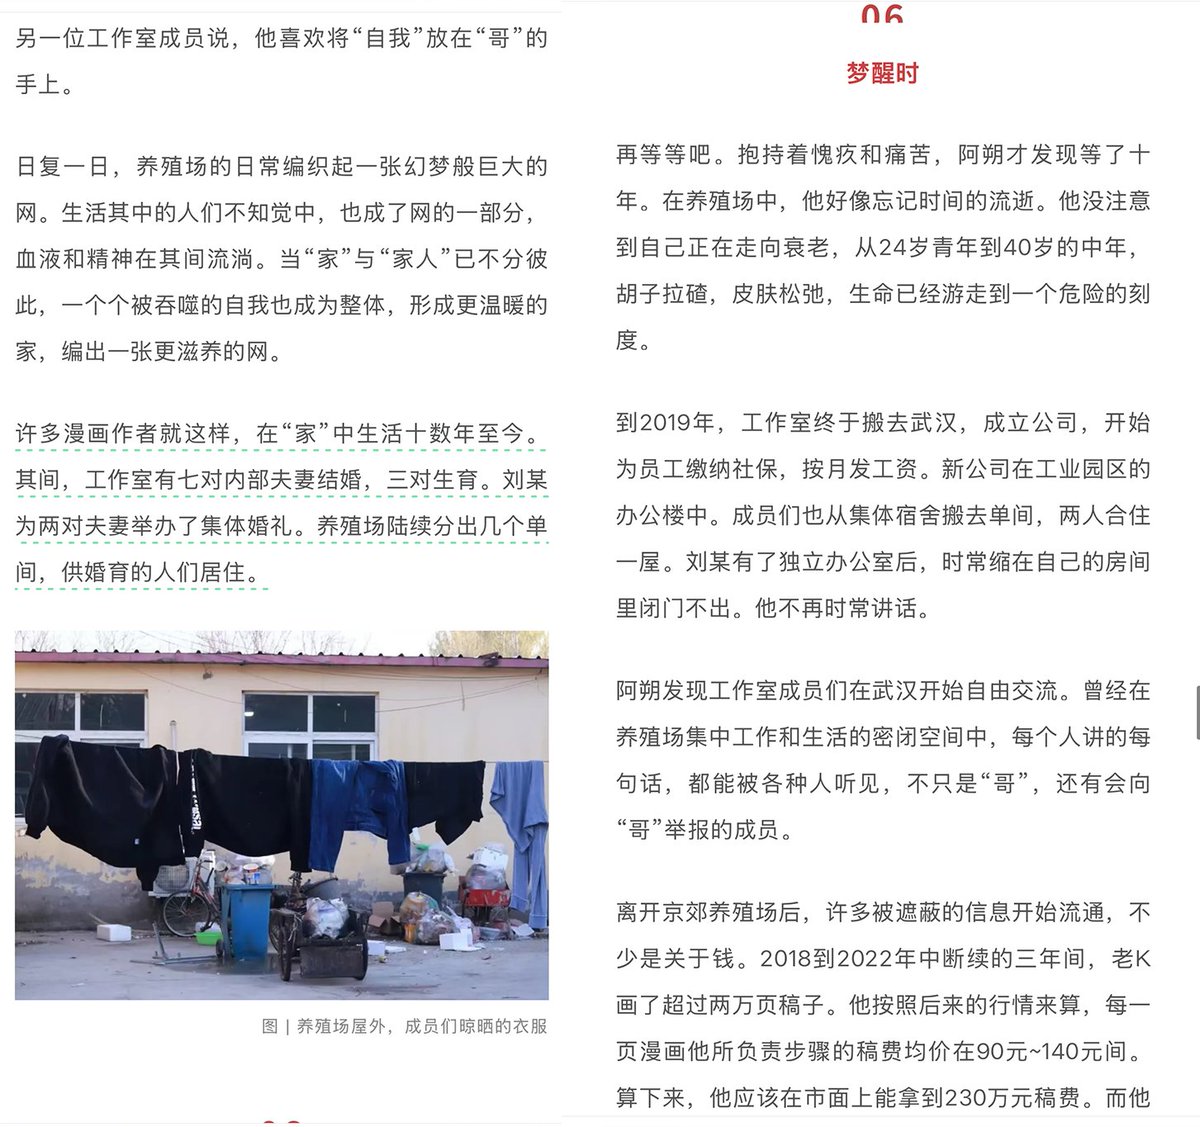 另一位工作室成员说，他喜欢将“自我”放在“哥”的
手上。
日复一日，养殖场的日常编织起一张幻梦般巨大的
网。生活其中的人们不知觉中，也成了网的一部分，
血液和精神在其间流淌。当“家”与“家人”已不分彼
此，一个个被吞噬的自我也成为整体，形成更温暖的
家，编出一张更滋养的网。
许多漫画作者就这样，在“家”中生活十数年至今。
其间，工作室有七对内部夫妻结婚，三对生育。刘某
为两对夫妻举办了集体婚礼。养殖场陆续分出几个单
间，供婚育的人们居住。
图 | 养殖场屋外，成员们晾晒的衣服
06
梦醒时
再等等吧。抱持着愧疚和痛苦，阿朔才发现等了十
年。在养殖场中，他好像忘记时间的流逝。他没注意
到自己正在走向衰老，从24岁青年到40岁的中年，
胡子拉碴，皮肤松弛，生命已经游走到一个危险的刻
度。
到2019年，工作室终于搬去武汉，成立公司，开始
为员工缴纳社保，按月发工资。新公司在工业园区的
办公楼中。成员们也从集体宿舍搬去单间，两人合住
一屋。刘某有了独立办公室后，时常缩在自己的房间
里闭门不出。他不再时常讲话。
阿朔发现工作室成员们在武汉开始自由交流。曾经在
养殖场集中工作和生活的密闭空间中，每个人讲的每
句话，都能被各种人听见，不只是“哥”，还有会向
“哥”举报的成员。
离开京郊养殖场后，许多被遮蔽的信息开始流通，不
少是关于钱。2018到2022年中断续的三年间，老K
画了超过两万页稿子。他按照后来的行情来算，每一
页漫画他所负责步骤的稿费均价在90元~140元间。
算下来，他应该在市面上能拿到230万元稿费。而他